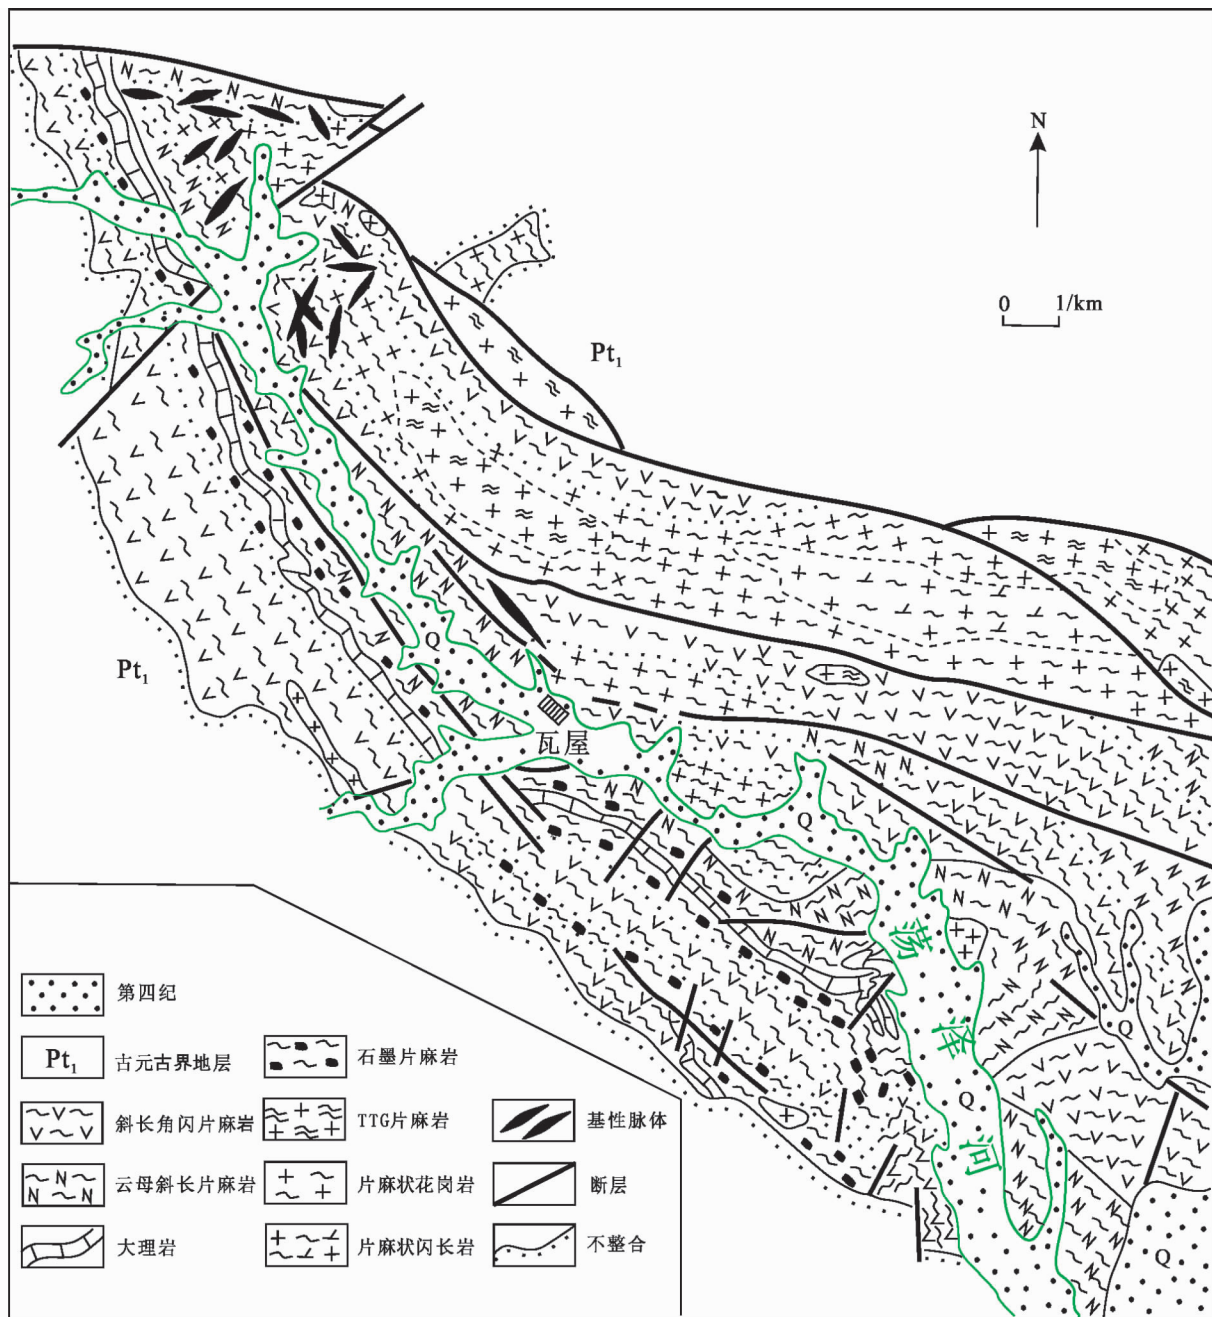 N
0 1/km
Pt₁
Pt₁
Q
瓦屋
Q
荡
泽
河
Q
Q
Q
第四纪
Pt₁ 古元古界地层
石墨片麻岩
斜长角闪片麻岩
TTG片麻岩
基性脉体
云母斜长片麻岩
片麻状花岗岩
断层
大理岩
片麻状闪长岩
不整合